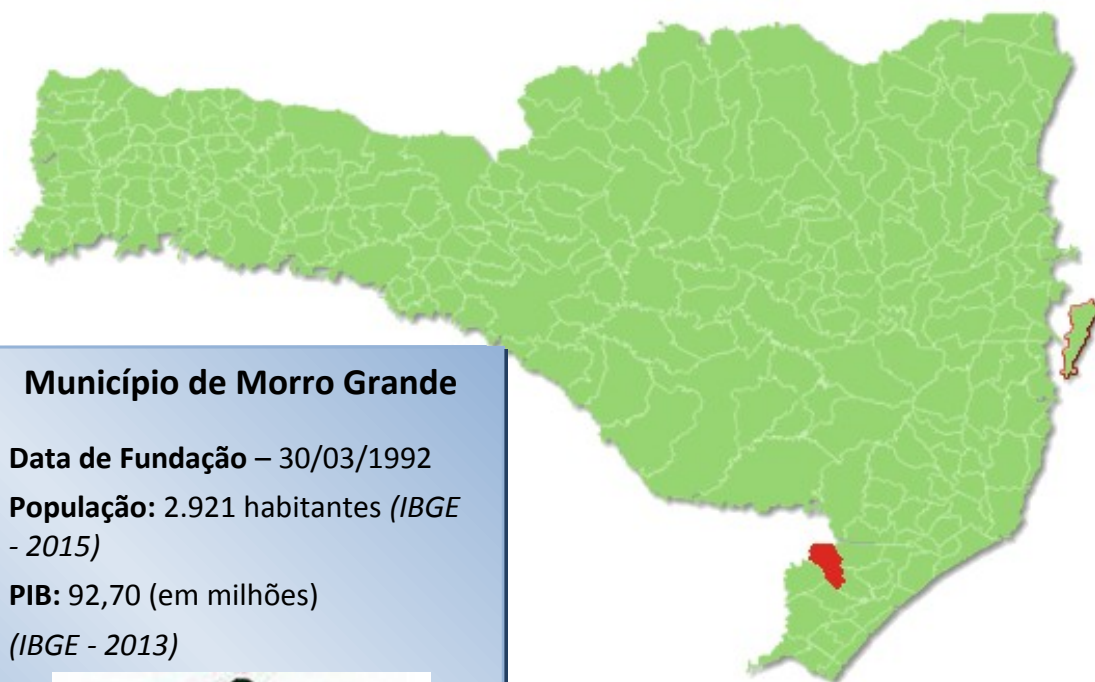 Município de Morro Grande
Data de Fundação – 30/03/1992
População: 2.921 habitantes (IBGE
- 2015)
PIB: 92,70 (em milhões)
(IBGE - 2013)